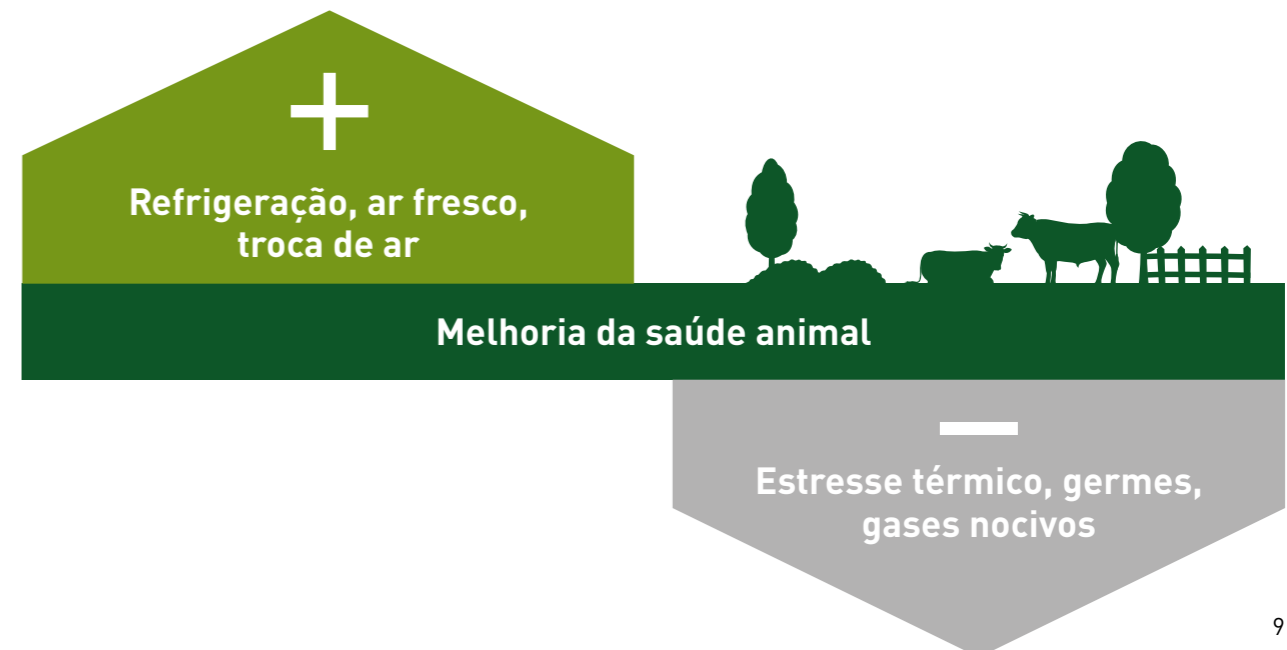 +
Refrigeração, ar fresco,
troca de ar
Melhoria da saúde animal
—
Estresse térmico, germes,
gases nocivos
9